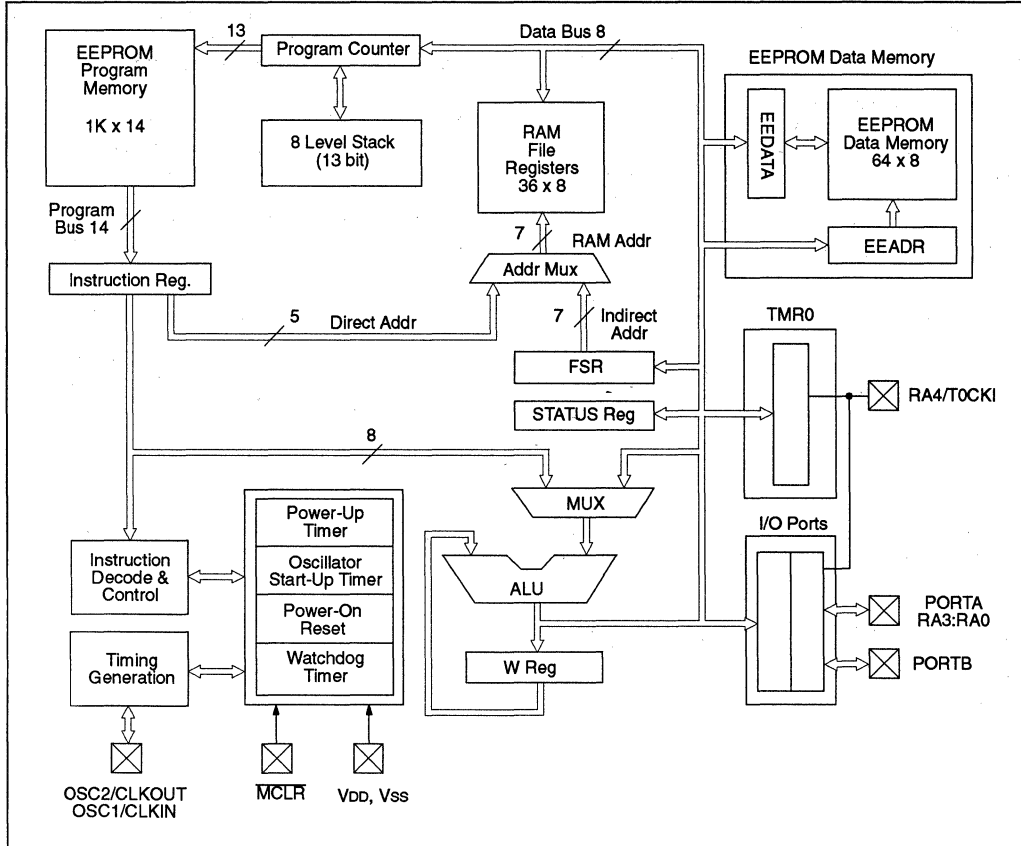 13
Data Bus 8
EEPROM
Program
Memory
1K x 14
Program Counter
8 Level Stack
(13 bit)
RAM
File
Registers
36 x 8
EEPROM Data Memory
EEDATA
EEPROM
Data Memory
64 x 8
EEADR
Program
Bus 14
7
RAM Addr
Addr Mux
Instruction Reg.
5
Direct Addr
7
Indirect
Addr
FSR
STATUS Reg
TMR0
RA4/T0CKI
8
MUX
Power-Up
Timer
Oscillator
Start-Up Timer
Power-On
Reset
Watchdog
Timer
Instruction
Decode &
Control
Timing
Generation
ALU
W Reg
I/O Ports
PORTA
RA3:RA0
PORTB
OSC2/CLKOUT
OSC1/CLKIN
MCLR
VDD, VSS